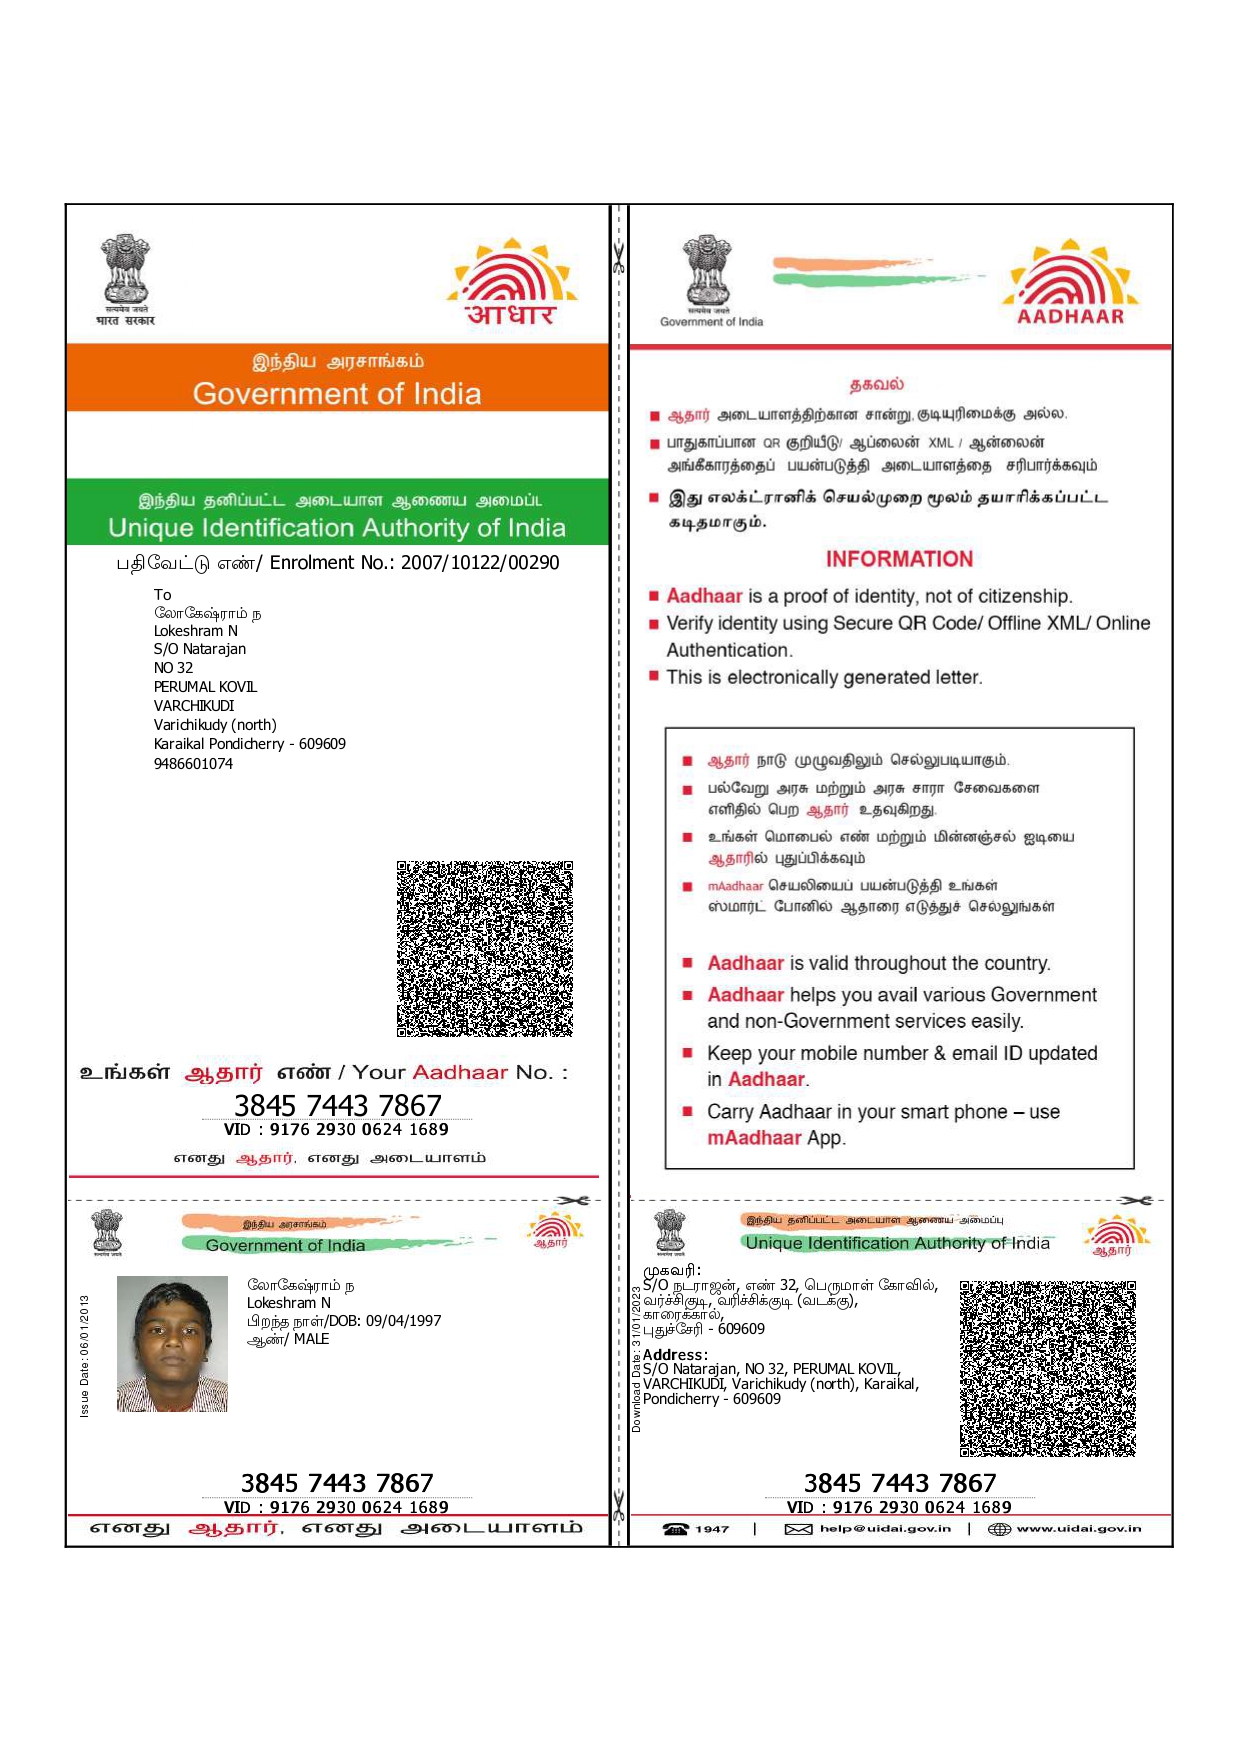 सत्यमेव जयते
भारत सरकार
आधार
இந்திய அரசாங்கம்
Government of India
இந்திய தனிப்பட்ட அடையாள ஆணைய அமைப்
Unique Identification Authority of India
பதிவேட்டு எண்/ Enrolment No.: 2007/10122/00290
To
லோகேஷ்ராம் ந
Lokeshram N
S/O Natarajan
NO 32
PERUMAL KOVIL
VARCHIKUDI
Varichikudy (north)
Karaikal Pondicherry - 609609
9486601074
உங்கள் ஆதார் எண் / Your Aadhaar No. :
3845 7443 7867
VID : 9176 2930 0624 1689
எனது ஆதார், எனது அடையாளம்
सत्यमेव जयते
Government of India
AADHAAR
தகவல்
ஆதார் அடையாளத்திற்கான சான்று, குடியுரிமைக்கு அல்ல.
பாதுகாப்பான QR குறியீடு/ ஆப்லைன் XML / ஆன்லைன்
அங்கீகாரத்தைப் பயன்படுத்தி அடையாளத்தை சரிபார்க்கவும்
இது எலக்ட்ரானிக் செயல்முறை மூலம் தயாரிக்கப்பட்ட
கடிதமாகும்.
INFORMATION
Aadhaar is a proof of identity, not of citizenship.
Verify identity using Secure QR Code/ Offline XML/ Online
Authentication.
This is electronically generated letter.
ஆதார் நாடு முழுவதிலும் செல்லுபடியாகும்.
பல்வேறு அரசு மற்றும் அரசு சாரா சேவைகளை
எளிதில் பெற ஆதார் உதவுகிறது.
உங்கள் மொபைல் எண் மற்றும் மின்னஞ்சல் ஐடியை
ஆதாரில் புதுப்பிக்கவும்
mAadhaar செயலியைப் பயன்படுத்தி உங்கள்
ஸ்மார்ட் போனில் ஆதாரை எடுத்துச் செல்லுங்கள்
Aadhaar is valid throughout the country.
Aadhaar helps you avail various Government
and non-Government services easily.
Keep your mobile number & email ID updated
in Aadhaar.
Carry Aadhaar in your smart phone – use
mAadhaar App.
இந்திய அரசாங்கம்
Government of India
ஆதார்
Issue Date: 06/01/2013
லோகேஷ்ராம் ந
Lokeshram N
பிறந்த நாள்/DOB: 09/04/1997
ஆண்/ MALE
3845 7443 7867
VID : 9176 2930 0624 1689
எனது ஆதார், எனது அடையாளம்
இந்திய தனிப்பட்ட அடையாள ஆணைய அமைப்பு
Unique Identification Authority of India
ஆதார்
Download Date: 31/01/2023
முகவரி:
S/O நடராஜன், எண் 32, பெருமாள் கோவில்,
வர்ச்சிகுடி, வரிச்சிக்குடி (வடக்கு),
காரைக்கால்,
புதுச்சேரி - 609609
Address:
S/O Natarajan, NO 32, PERUMAL KOVIL,
VARCHIKUDI, Varichikudy (north), Karaikal,
Pondicherry - 609609
3845 7443 7867
VID : 9176 2930 0624 1689
1947 | help@uidai.gov.in | www.uidai.gov.in